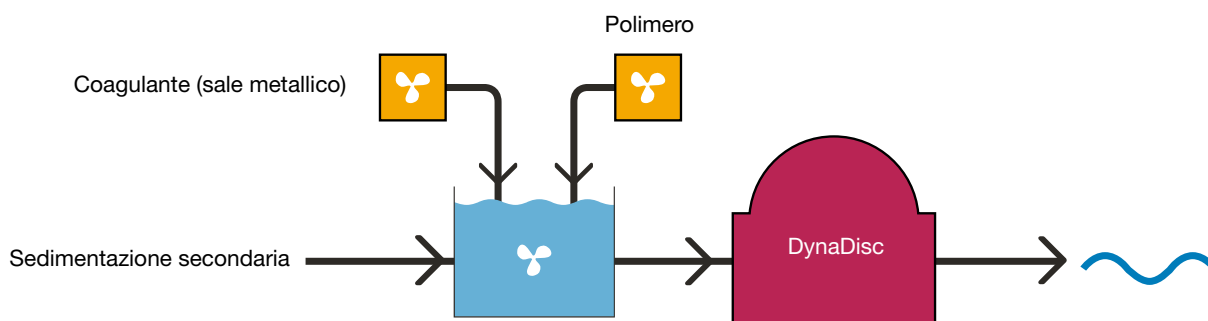 Polimero
Coagulante (sale metallico)
Sedimentazione secondaria
DynaDisc